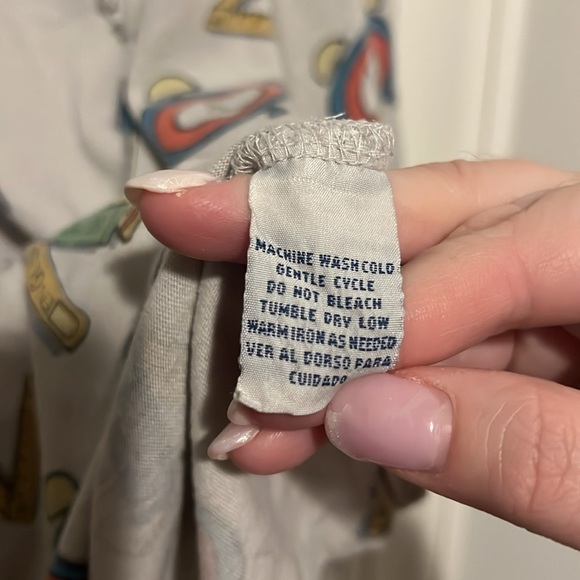 MACHINE WASH COLD
GENTLE CYCLE
DO NOT BLEACH
TUMBLE DRY LOW
WARM IRON AS NEEDED
VER AL DORSO PARA
CUIDADO